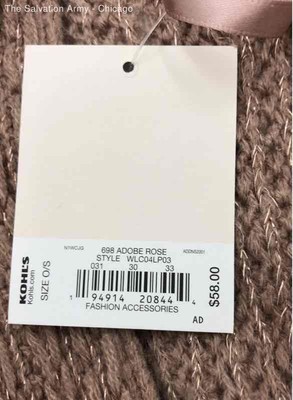 The Salvation Army - Chicago
698 ADOBE ROSE
STYLE WLC04LP03
031 30 33
1 94914 20844 4
FASHION ACCESSORIES
KOHL'S
Kohls.com
SIZE O/S
$58.00
AD